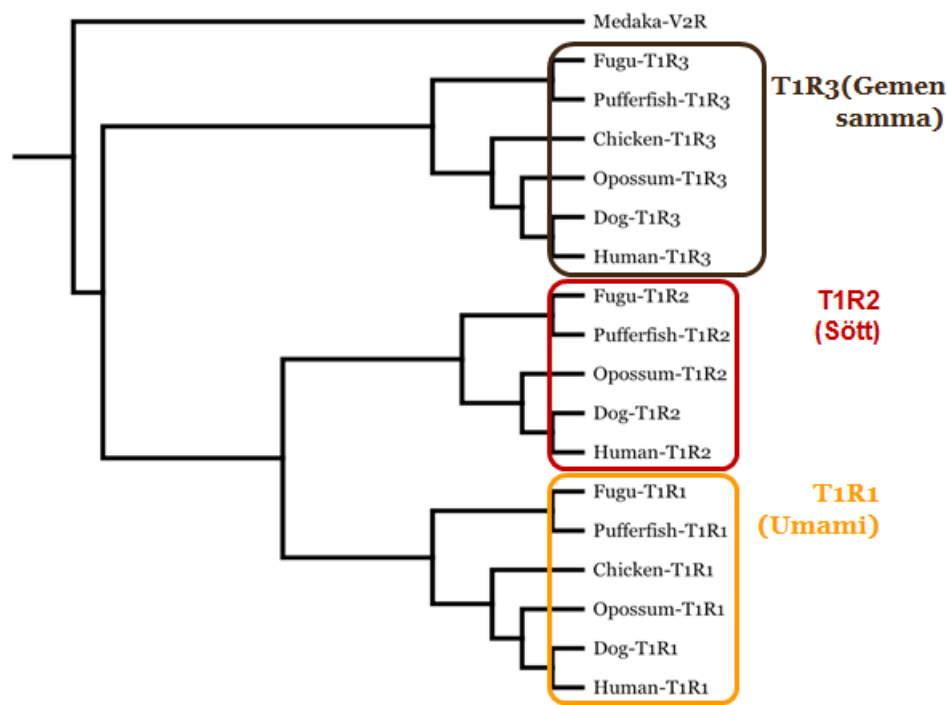 Medaka-V2R
Fugu-T1R3
Pufferfish-T1R3
Chicken-T1R3
Opossum-T1R3
Dog-T1R3
Human-T1R3
T1R3(Gemen
samma)
Fugu-T1R2
Pufferfish-T1R2
Opossum-T1R2
Dog-T1R2
Human-T1R2
T1R2
(Sött)
Fugu-T1R1
Pufferfish-T1R1
Chicken-T1R1
Opossum-T1R1
Dog-T1R1
Human-T1R1
T1R1
(Umami)